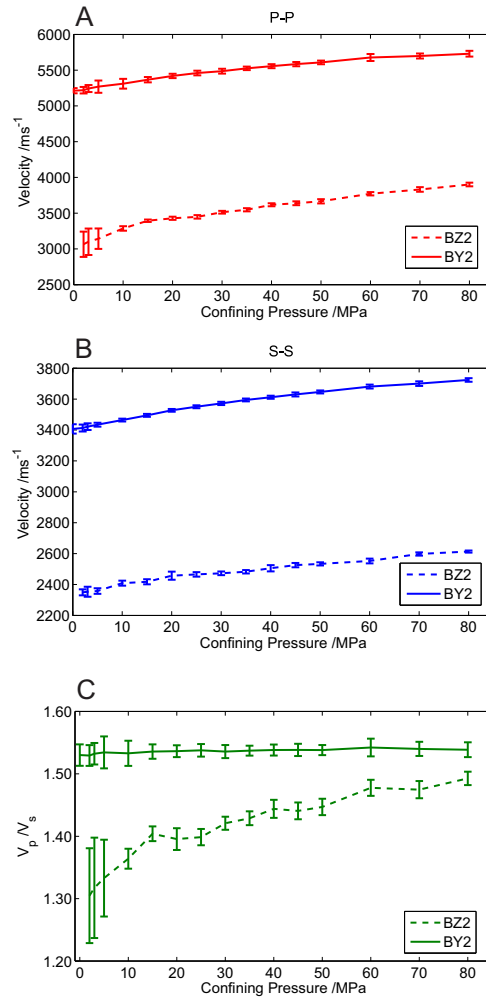 A
P-P
6000
5500
5000
4500
4000
3500
3000
2500
Velocity /ms⁻¹
0 10 20 30 40 50 60 70 80
Confining Pressure /MPa
BZ2
BY2
B
S-S
3800
3600
3400
3200
3000
2800
2600
2400
2200
Velocity /ms⁻¹
0 10 20 30 40 50 60 70 80
Confining Pressure /MPa
BZ2
BY2
C
1.60
1.50
1.40
1.30
1.20
Vₚ /Vₛ
0 10 20 30 40 50 60 70 80
Confining Pressure /MPa
BZ2
BY2